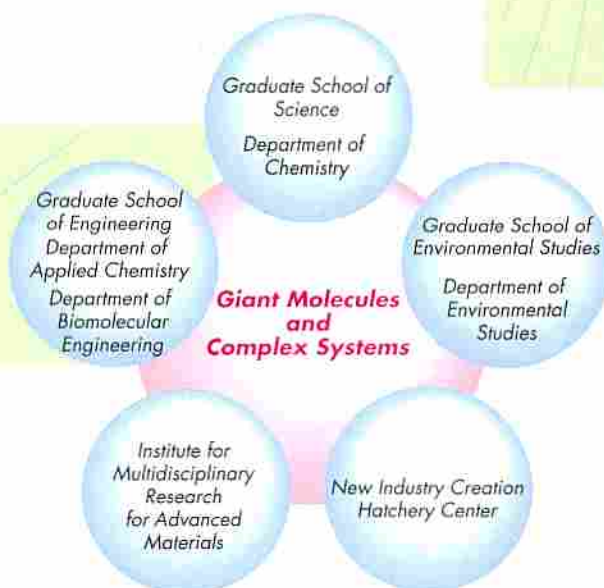 Graduate School of
Science
Department of
Chemistry
Graduate School
of Engineering
Department of
Applied Chemistry
Department of
Biomolecular
Engineering
Graduate School of
Environmental Studies
Department of
Environmental
Studies
Giant Molecules
and
Complex Systems
Institute for
Multidisciplinary
Research
for Advanced
Materials
New Industry Creation
Hatchery Center